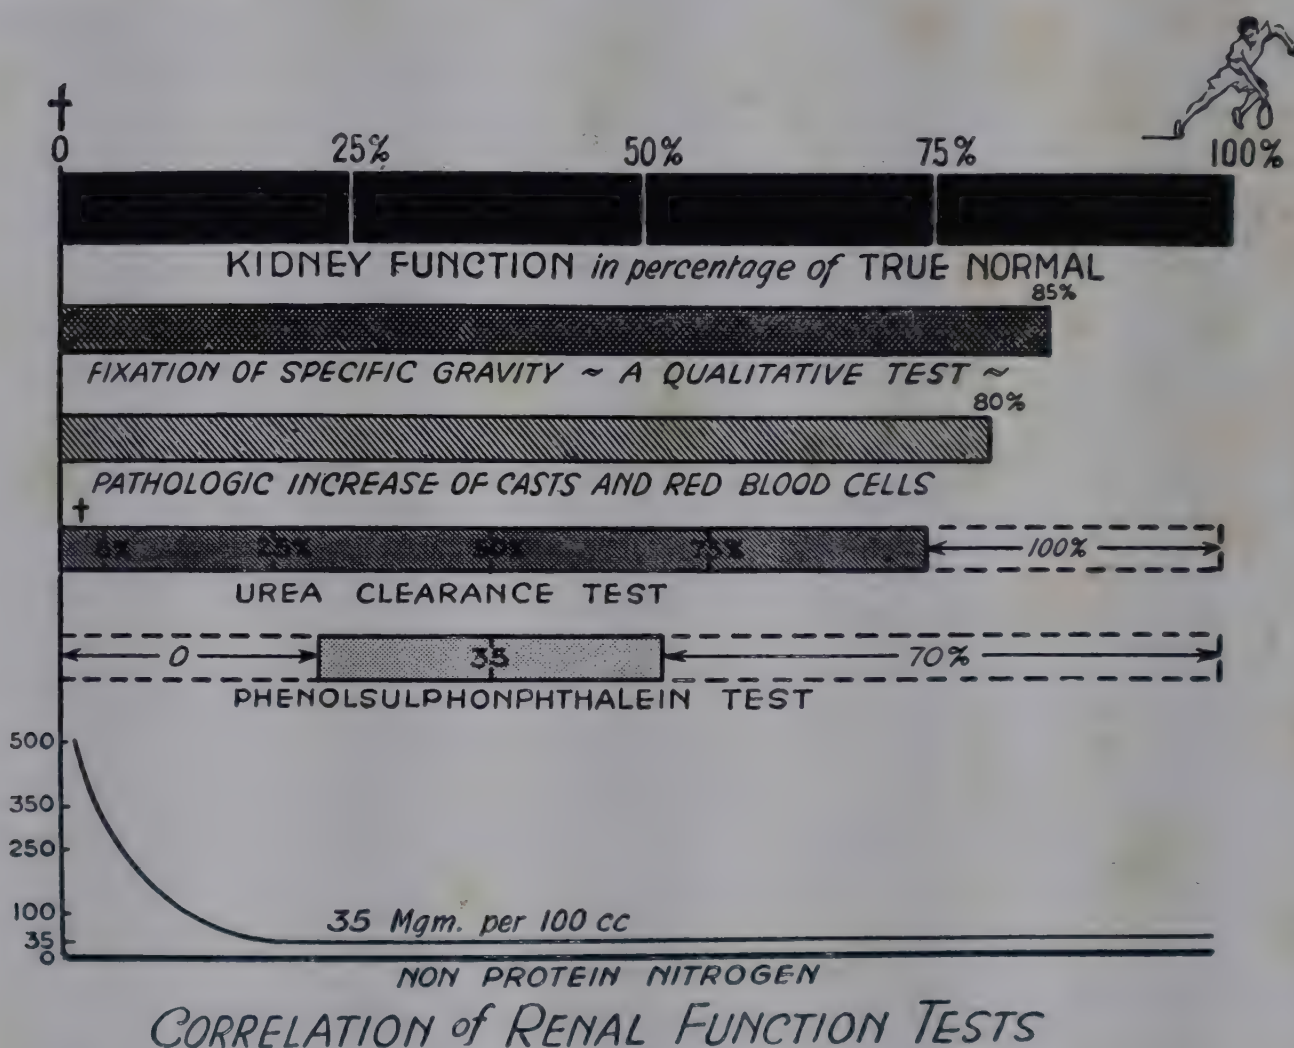 †
0 25% 50% 75% 100%
KIDNEY FUNCTION in percentage of TRUE NORMAL
85%
FIXATION OF SPECIFIC GRAVITY ~ A QUALITATIVE TEST ~
80%
PATHOLOGIC INCREASE OF CASTS AND RED BLOOD CELLS
†
5% 25% 50% 75% 100%
UREA CLEARANCE TEST
0 35 70%
PHENOLSULPHONPHTHALEIN TEST
500
350
250
100
35 Mgm. per 100 cc
35
0
NON PROTEIN NITROGEN
CORRELATION of RENAL FUNCTION TESTS